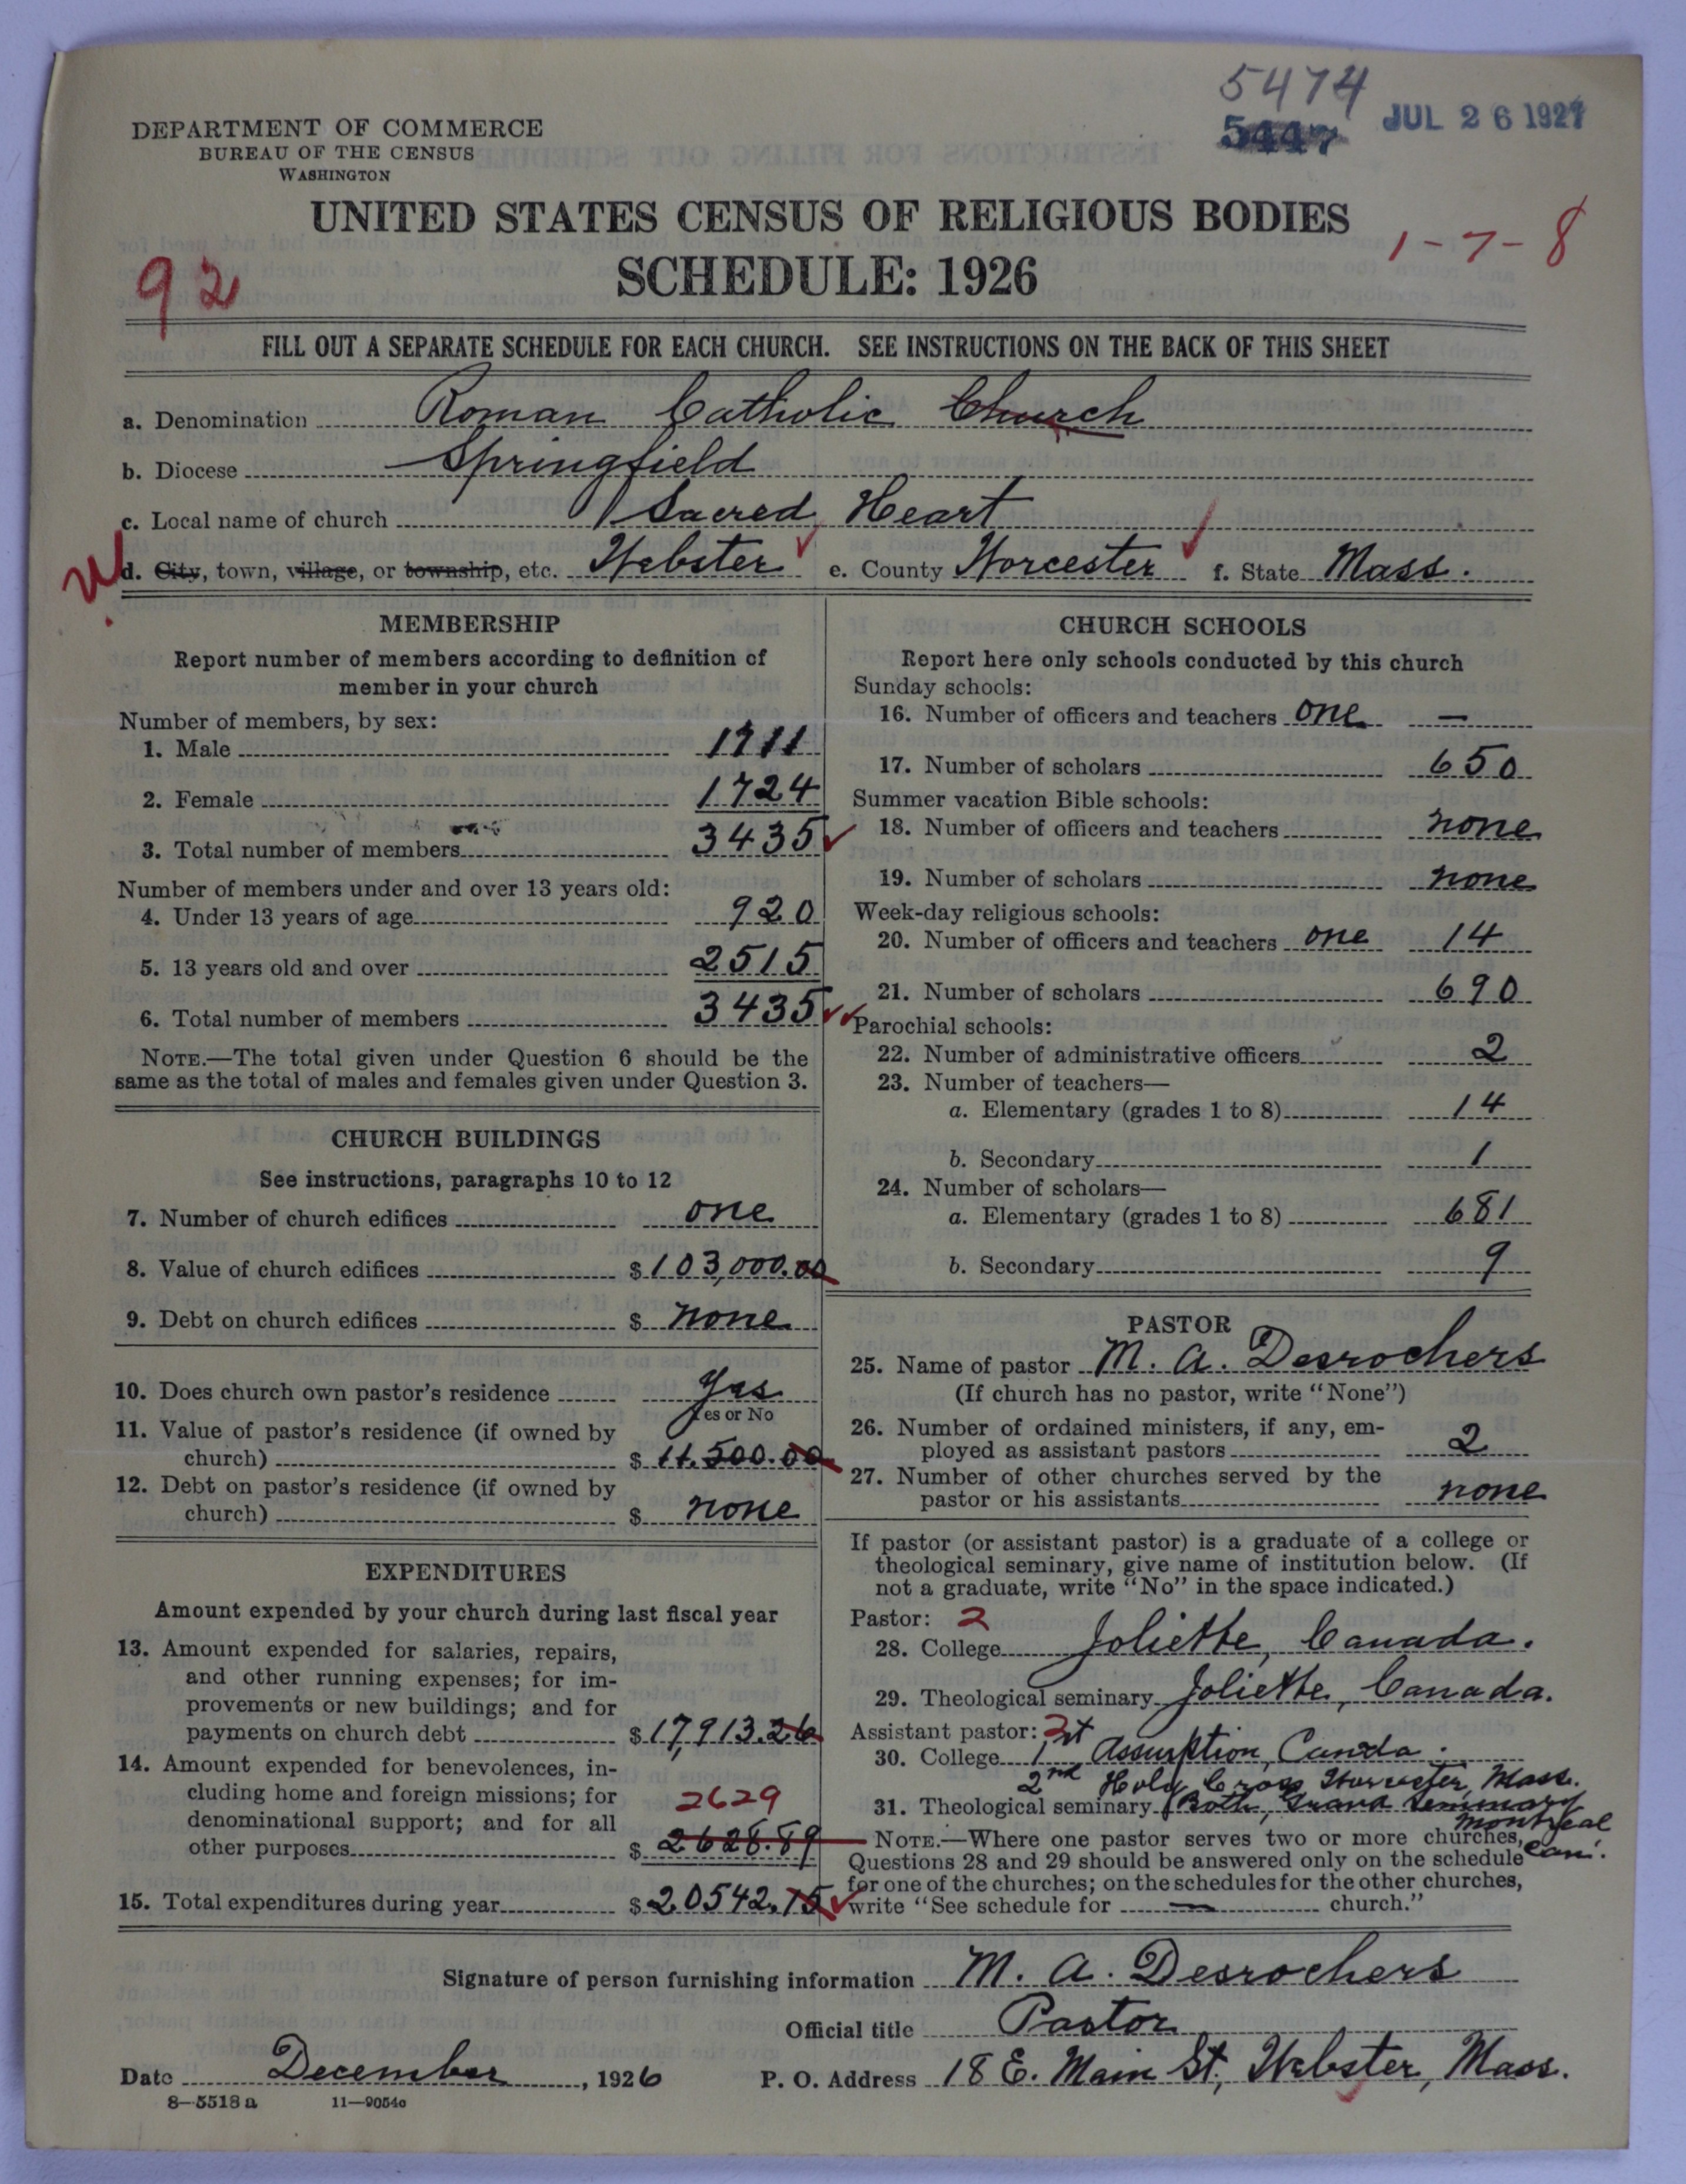 5474
5447
JUL 26 1927
DEPARTMENT OF COMMERCE
BUREAU OF THE CENSUS
WASHINGTON
UNITED STATES CENSUS OF RELIGIOUS BODIES
1-7-8
SCHEDULE: 1926
92
FILL OUT A SEPARATE SCHEDULE FOR EACH CHURCH. SEE INSTRUCTIONS ON THE BACK OF THIS SHEET
a. Denomination Roman Catholic Church
b. Diocese Springfield
c. Local name of church Sacred Heart
d. City, town, village, or township, etc. Webster e. County Worcester f. State Mass.
MEMBERSHIP
Report number of members according to definition of
member in your church
Number of members, by sex:
1. Male 1711
2. Female 1724
3. Total number of members 3435
Number of members under and over 13 years old:
4. Under 13 years of age 920
5. 13 years old and over 2515
6. Total number of members 3435
NOTE.—The total given under Question 6 should be the
same as the total of males and females given under Question 3.
CHURCH BUILDINGS
See instructions, paragraphs 10 to 12
7. Number of church edifices one
8. Value of church edifices $ 103,000.00
9. Debt on church edifices $ none
10. Does church own pastor's residence yes
Yes or No
11. Value of pastor's residence (if owned by
church) $ 11.500.00
12. Debt on pastor's residence (if owned by
church) $ none
EXPENDITURES
Amount expended by your church during last fiscal year
13. Amount expended for salaries, repairs,
and other running expenses; for im-
provements or new buildings; and for
payments on church debt $ 17,913.26
14. Amount expended for benevolences, in-
cluding home and foreign missions; for
denominational support; and for all
other purposes $ 2628.89
2629
15. Total expenditures during year $ 20542.15
CHURCH SCHOOLS
Report here only schools conducted by this church
Sunday schools:
16. Number of officers and teachers one —
17. Number of scholars 650
Summer vacation Bible schools:
18. Number of officers and teachers none
19. Number of scholars none
Week-day religious schools:
20. Number of officers and teachers one 14
21. Number of scholars 690
Parochial schools:
22. Number of administrative officers 2
23. Number of teachers—
a. Elementary (grades 1 to 8) 14
b. Secondary 1
24. Number of scholars—
a. Elementary (grades 1 to 8) 681
b. Secondary 9
PASTOR
25. Name of pastor M. A. Desrochers
(If church has no pastor, write "None")
26. Number of ordained ministers, if any, em-
ployed as assistant pastors 2
27. Number of other churches served by the
pastor or his assistants none
If pastor (or assistant pastor) is a graduate of a college or
theological seminary, give name of institution below. (If
not a graduate, write "No" in the space indicated.)
Pastor: 2
28. College Joliette, Canada.
29. Theological seminary Joliette, Canada.
Assistant pastor: 2
30. College 1st Assumption, Canada.
2nd Holy Cross, Worcester, Mass.
31. Theological seminary (Both, Grand Seminary
Montreal
Can.
NOTE.—Where one pastor serves two or more churches,
Questions 28 and 29 should be answered only on the schedule
for one of the churches; on the schedules for the other churches,
write "See schedule for — church."
Signature of person furnishing information M. A. Desrochers
Official title Pastor
Date December, 1926 P. O. Address 18 E. Main St, Webster, Mass.
8—5518 a 11—9054c